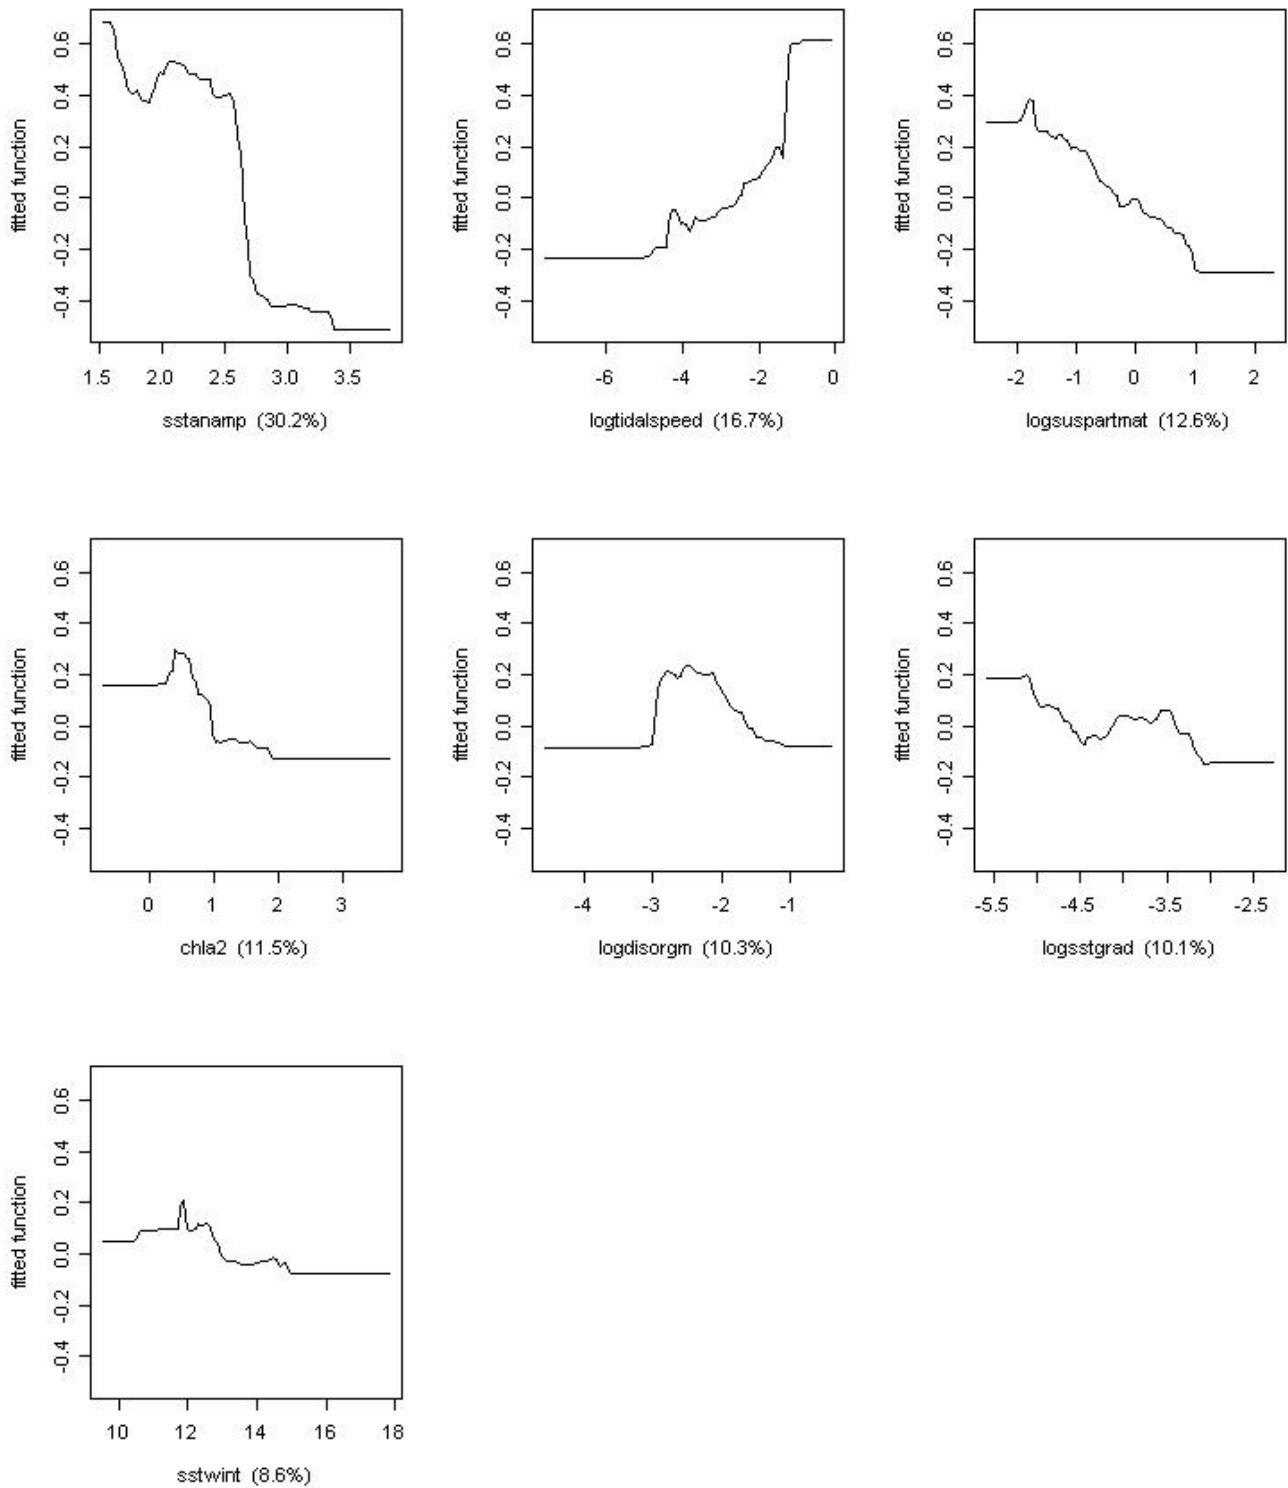 0.6
0.4
0.2
0.0
-0.2
-0.4
fitted function
1.5 2.0 2.5 3.0 3.5
sstanamp (30.2%)
0.6
0.4
0.2
0.0
-0.2
-0.4
fitted function
-6 -4 -2 0
logtidalspeed (16.7%)
0.6
0.4
0.2
0.0
-0.2
-0.4
fitted function
-2 -1 0 1 2
logsuspartmat (12.6%)
0.6
0.4
0.2
0.0
-0.2
-0.4
fitted function
0 1 2 3
chla2 (11.5%)
0.6
0.4
0.2
0.0
-0.2
-0.4
fitted function
-4 -3 -2 -1
logdisorgm (10.3%)
0.6
0.4
0.2
0.0
-0.2
-0.4
fitted function
-5.5 -4.5 -3.5 -2.5
logsstgrad (10.1%)
0.6
0.4
0.2
0.0
-0.2
-0.4
fitted function
10 12 14 16 18
sstwint (8.6%)